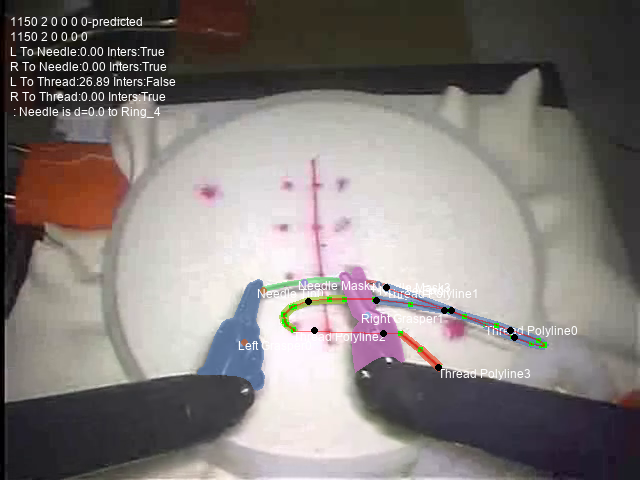 1150 2 0 0 0 0-predicted
1150 2 0 0 0 0
L To Needle:0.00 Inters:True
R To Needle:0.00 Inters:True
L To Thread:26.89 Inters:False
R To Thread:0.00 Inters:True
: Needle is d=0.0 to Ring_4
Needle Mask
Thread Polyline1
Right Grasper
Thread Polyline0
Polyline2
Thread Polyline3